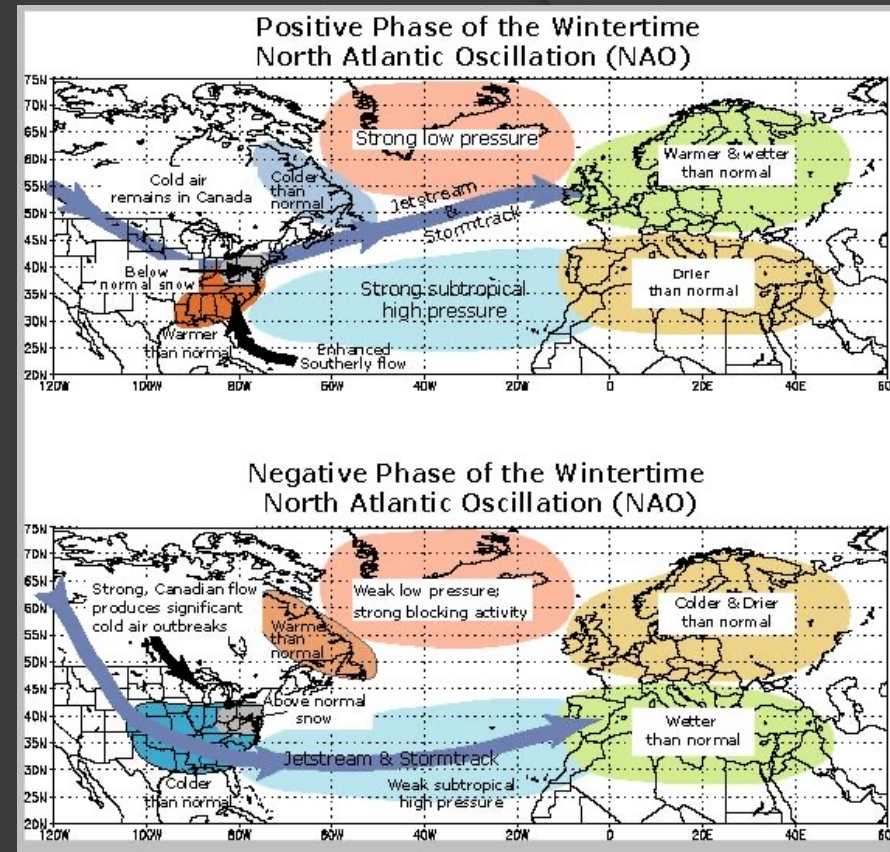 Positive Phase of the Wintertime
North Atlantic Oscillation (NAO)
75N
70N
65N
60N
55N
50N
45N
40N
35N
30N
25N
20N
Strong low pressure
Warmer & wetter
than normal
Cold air
remains in Canada
Colder
than
normal
Jetstream
&
Stormtrack
Below
normal snow
Strong subtropical
high pressure
Drier
than normal
Warmer
than normal
Enhanced
Southerly flow
120W 100W 80W 60W 40W 20W 0 20E 40E 60
Negative Phase of the Wintertime
North Atlantic Oscillation (NAO)
75N
70N
65N
60N
55N
50N
45N
40N
35N
30N
25N
20N
Strong, Canadian flow
produces significant
cold air outbreaks
Weak low pressure;
strong blocking activity
Colder & Drier
than normal
Warmer
than
normal
Above normal
snow
Wetter
than normal
Jetstream & Stormtrack
Colder
than normal
Weak subtropical
high pressure
120W 100W 80W 60W 40W 20W 0 20E 40E 60